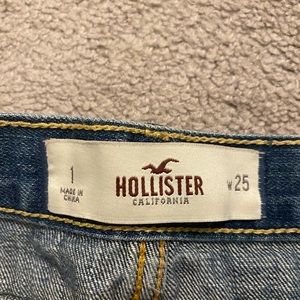 1
MADE IN
CHINA
HOLLISTER
CALIFORNIA
W 25